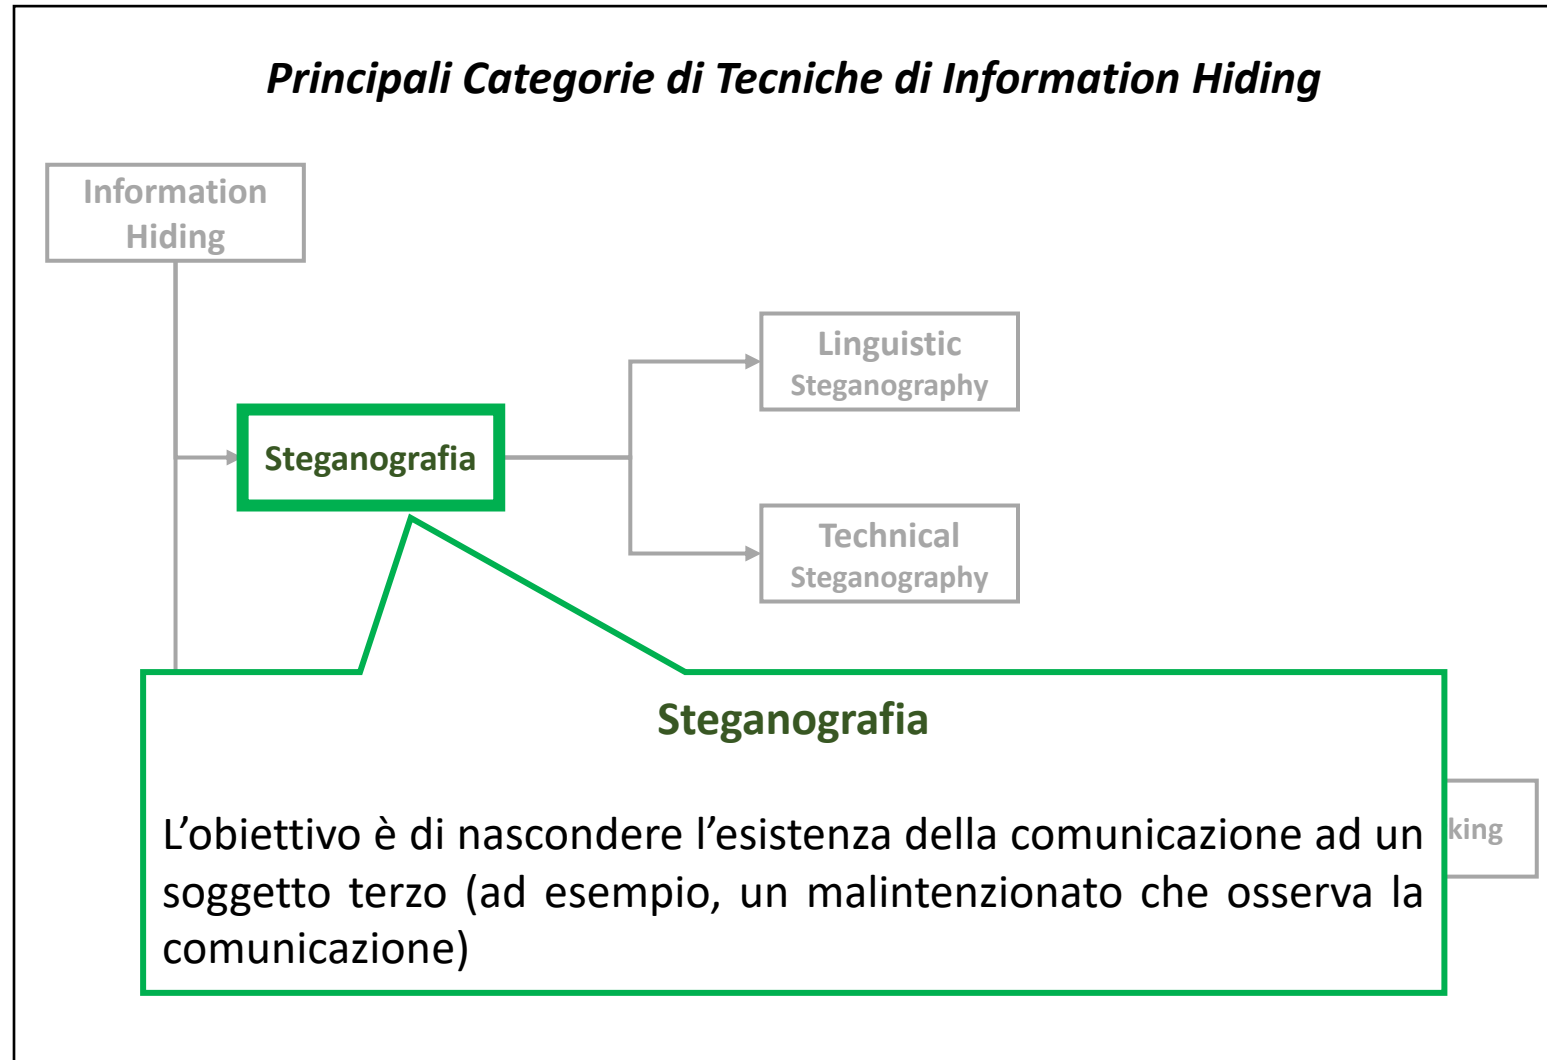 Principali Categorie di Tecniche di Information Hiding
Information
Hiding
Linguistic
Steganography
Steganografia
Technical
Steganography
Steganografia
L’obiettivo è di nascondere l’esistenza della comunicazione ad un
soggetto terzo (ad esempio, un malintenzionato che osserva la
comunicazione)
king